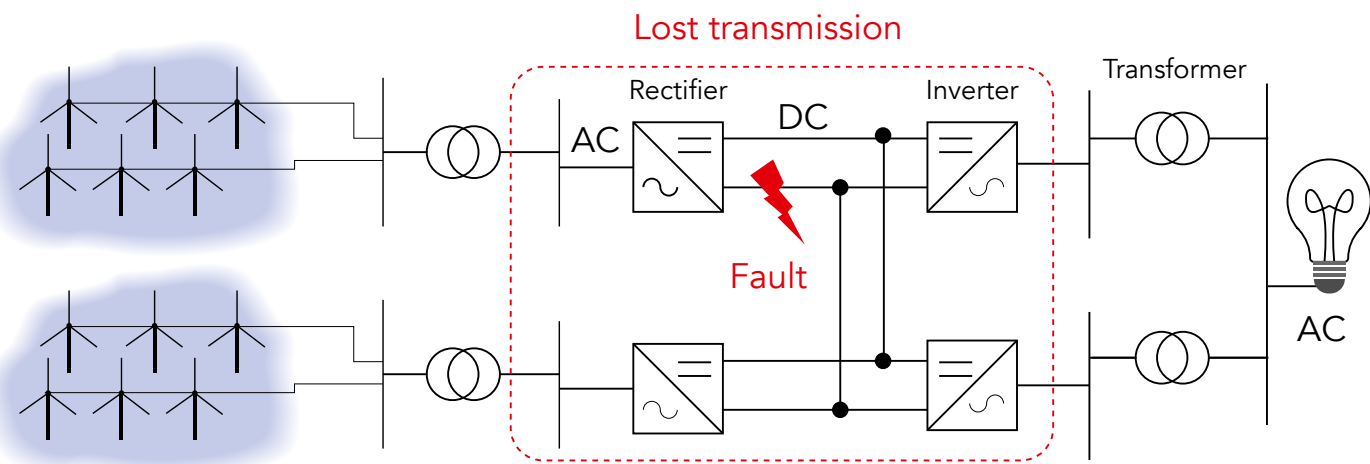 Lost transmission
Transformer
Rectifier
Inverter
DC
AC
Fault
AC